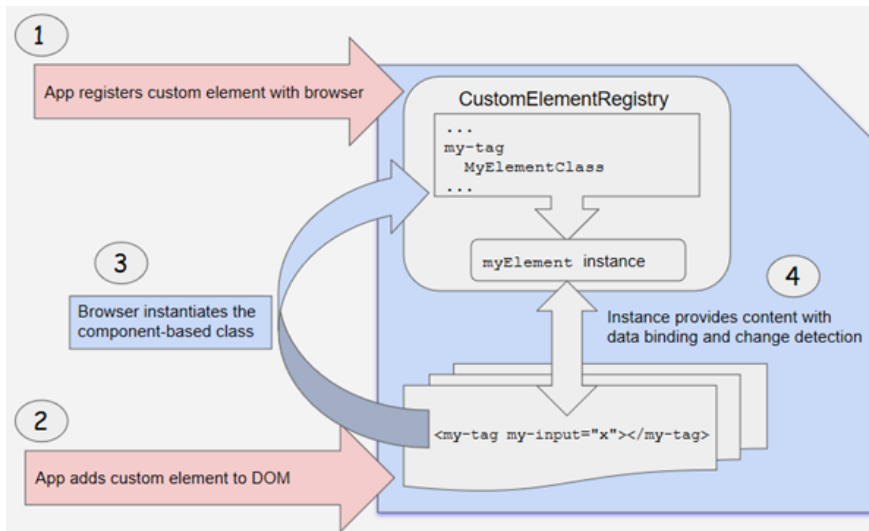 1
App registers custom element with browser
CustomElementRegistry
...
my-tag
MyElementClass
...
myElement instance
3
Browser instantiates the
component-based class
4
Instance provides content with
data binding and change detection
2
<my-tag my-input="x"></my-tag>
App adds custom element to DOM